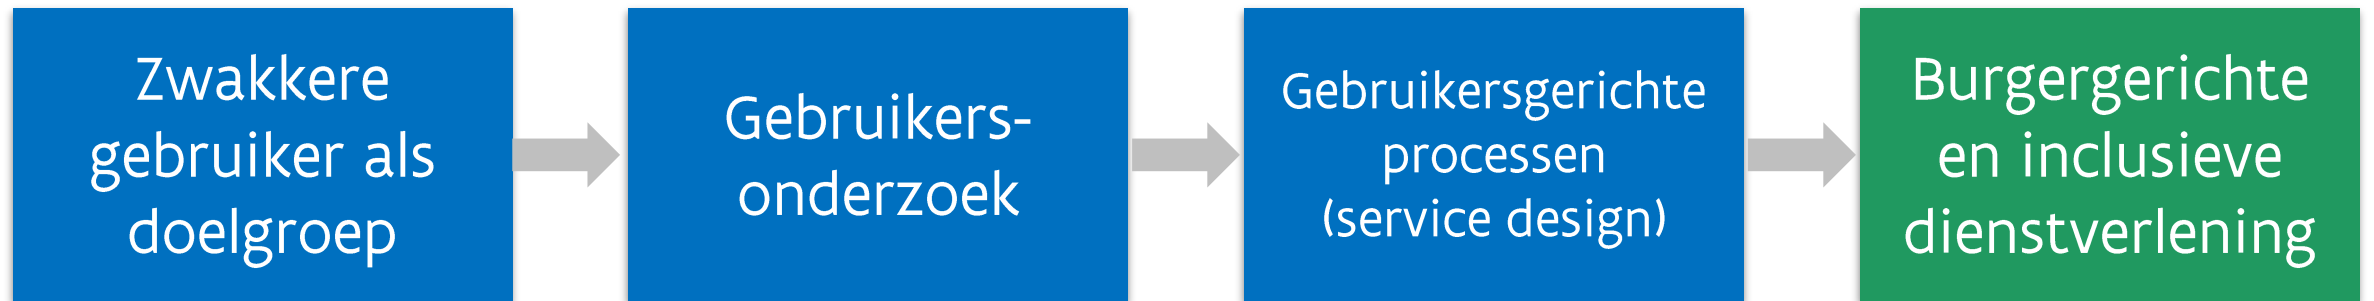 Zwakkere
gebruiker als
doelgroep
Gebruikers-
onderzoek
Gebruikersgerichte
processen
(service design)
Burgergerichte
en inclusieve
dienstverlening